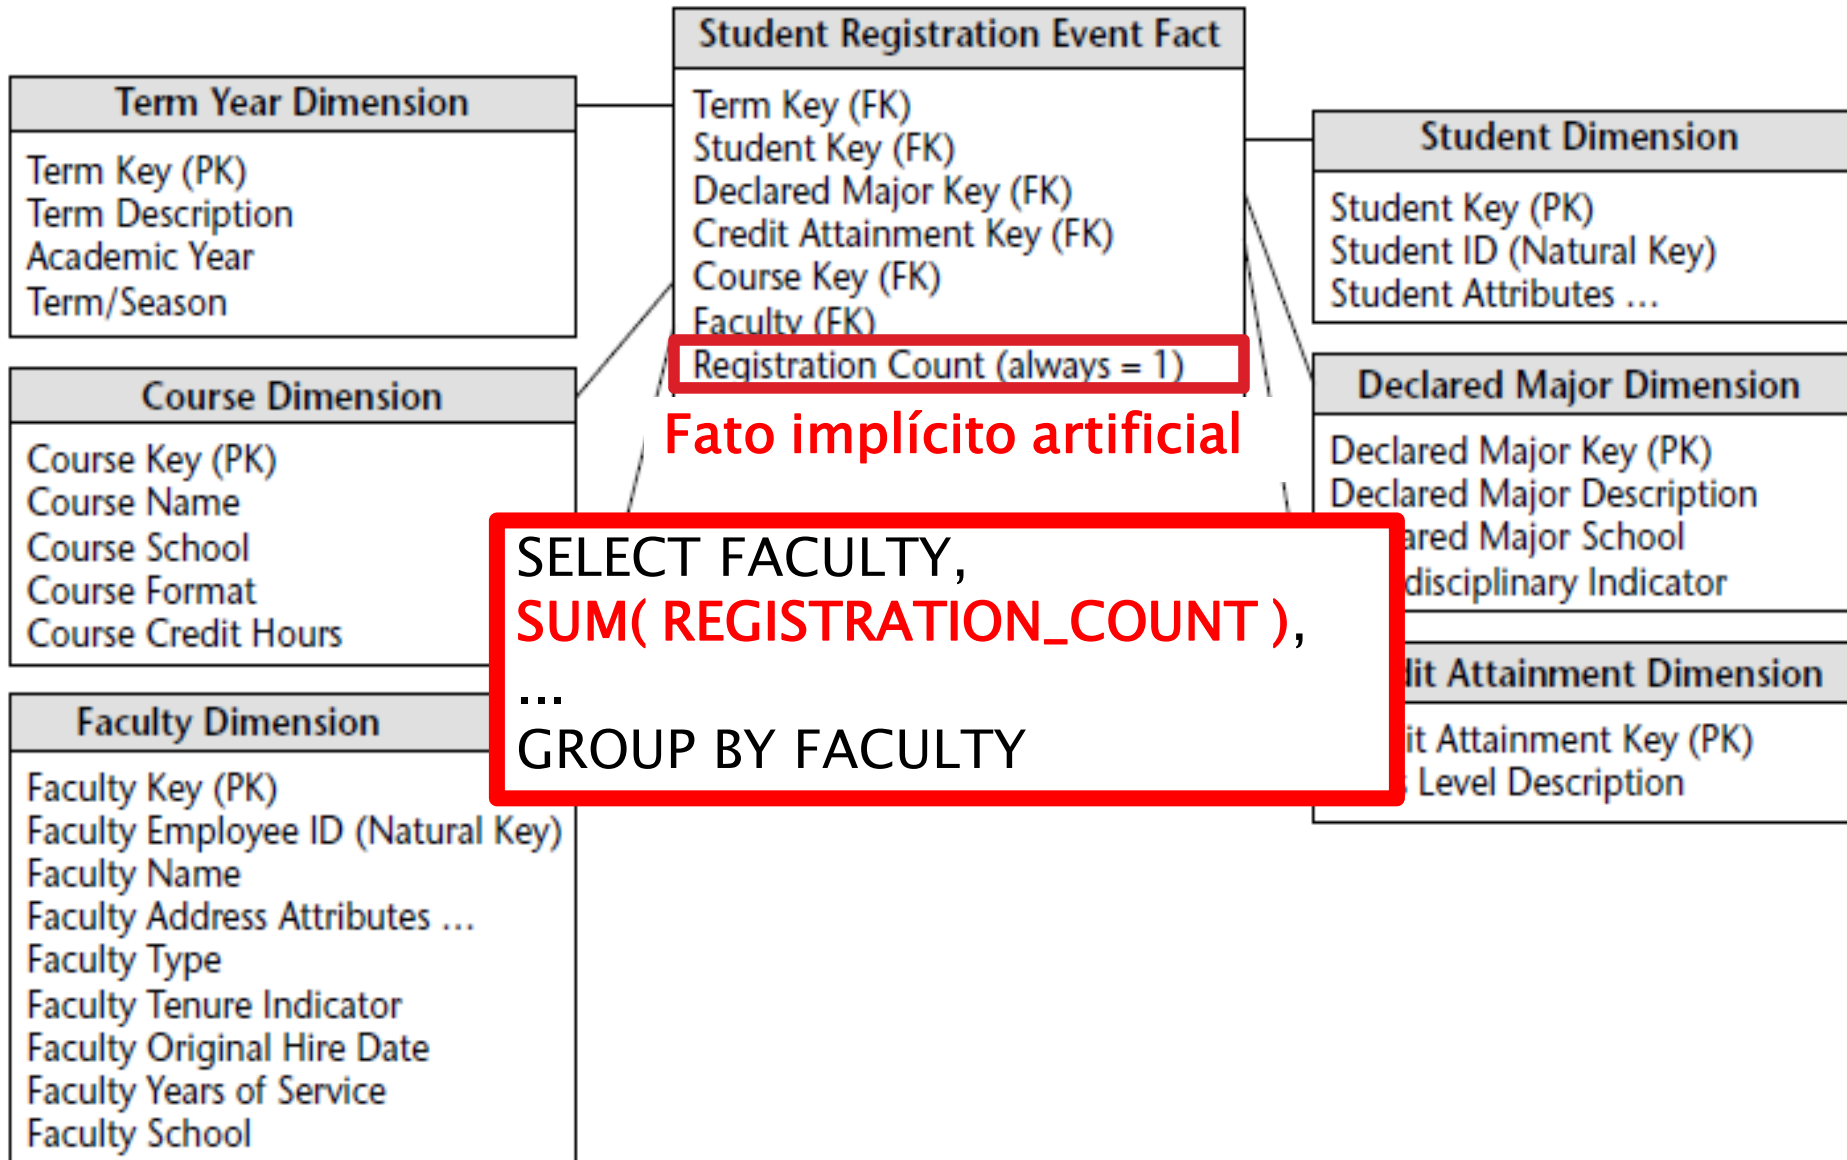 Student Registration Event Fact
Term Key (FK)
Student Key (FK)
Declared Major Key (FK)
Credit Attainment Key (FK)
Course Key (FK)
Faculty (FK)
Registration Count (always = 1)
Fato implícito artificial
Term Year Dimension
Term Key (PK)
Term Description
Academic Year
Term/Season
Course Dimension
Course Key (PK)
Course Name
Course School
Course Format
Course Credit Hours
Faculty Dimension
Faculty Key (PK)
Faculty Employee ID (Natural Key)
Faculty Name
Faculty Address Attributes ...
Faculty Type
Faculty Tenure Indicator
Faculty Original Hire Date
Faculty Years of Service
Faculty School
SELECT FACULTY,
SUM( REGISTRATION_COUNT ),
...
GROUP BY FACULTY
Student Dimension
Student Key (PK)
Student ID (Natural Key)
Student Attributes ...
Declared Major Dimension
Declared Major Key (PK)
Declared Major Description
Major School
Indicator
Attainment Dimension
Attainment Key (PK)
Level Description